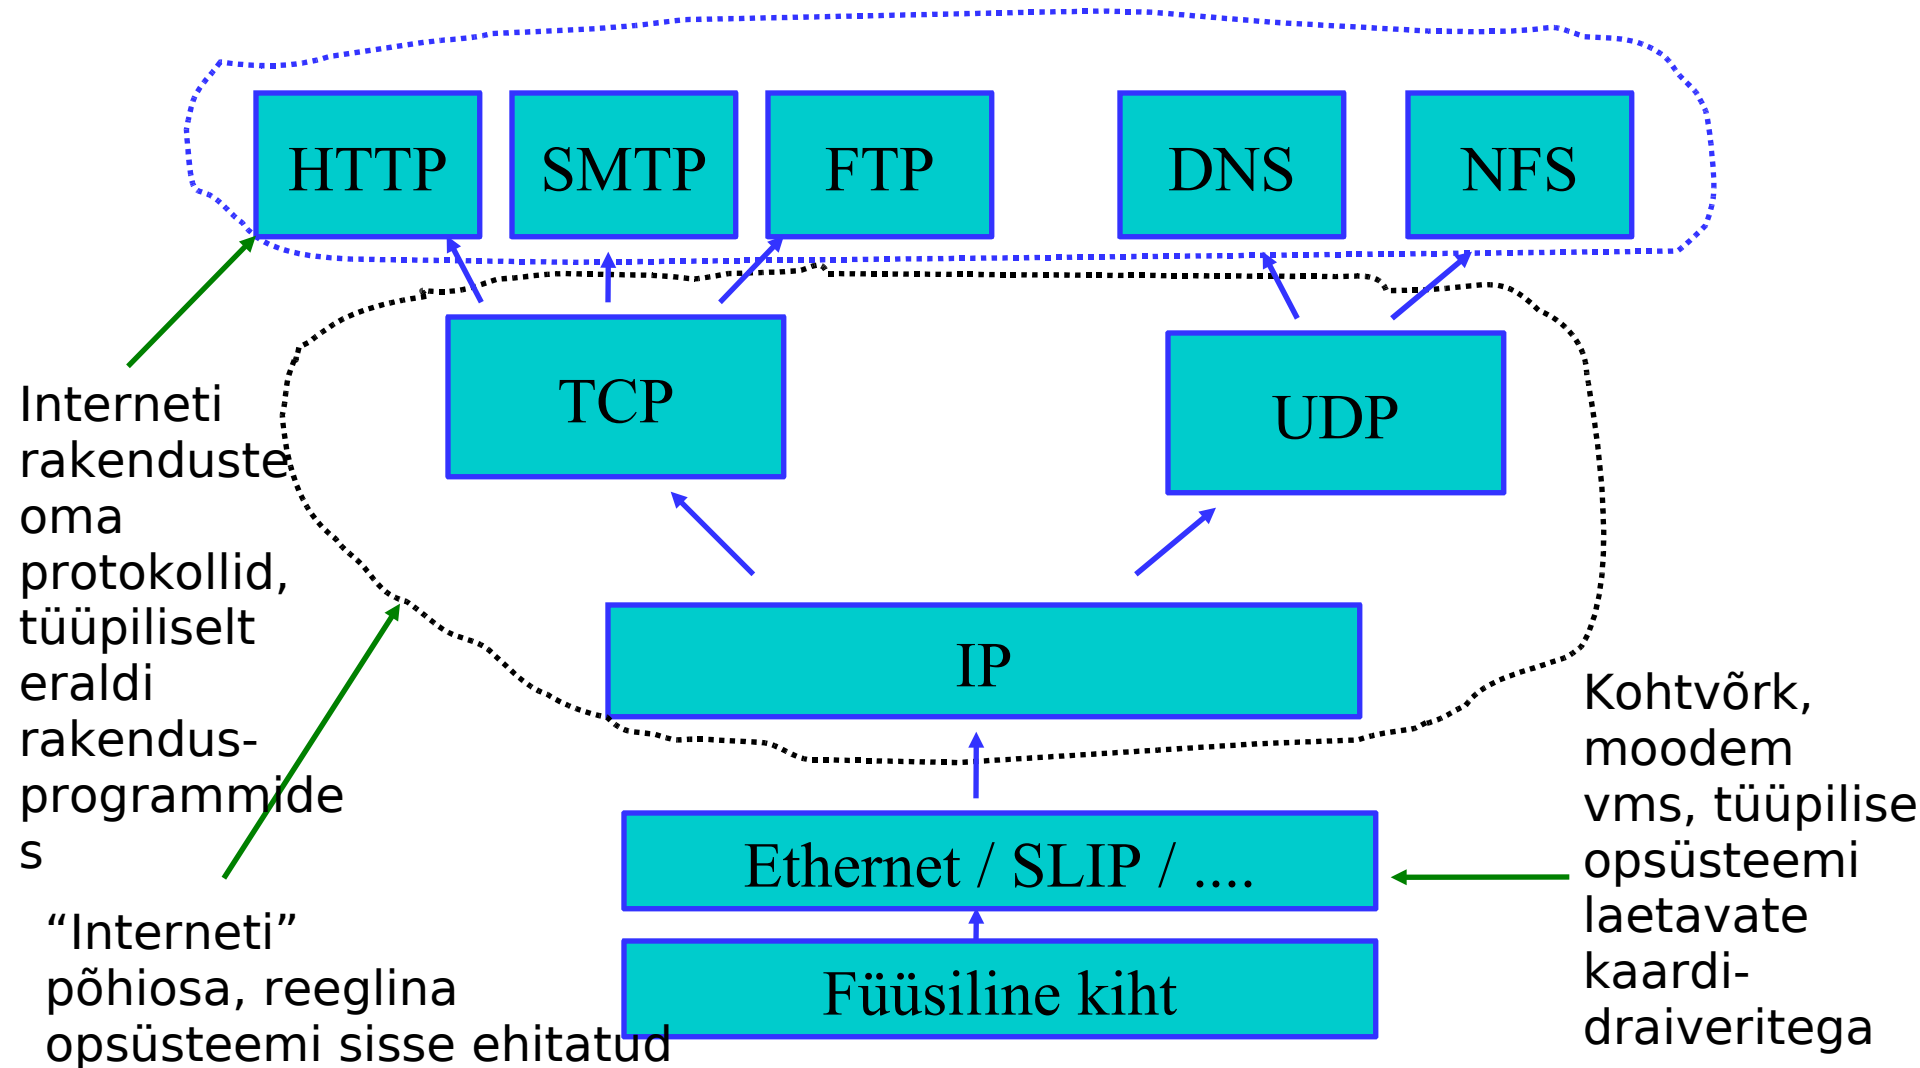 HTTP
SMTP
FTP
DNS
NFS
TCP
UDP
IP
Ethernet / SLIP / ....
Füüsiline kiht
Interneti
rakenduste
oma
protokollid,
tüüpiliselt
eraldi
rakendus-
programmide
s
“Interneti”
põhiosa, reeglina
opsüsteemi sisse ehitatud
Kohtvõrk,
moodem
vms, tüüpilise
opsüsteemi
laetavate
kaardi-
draiveritega